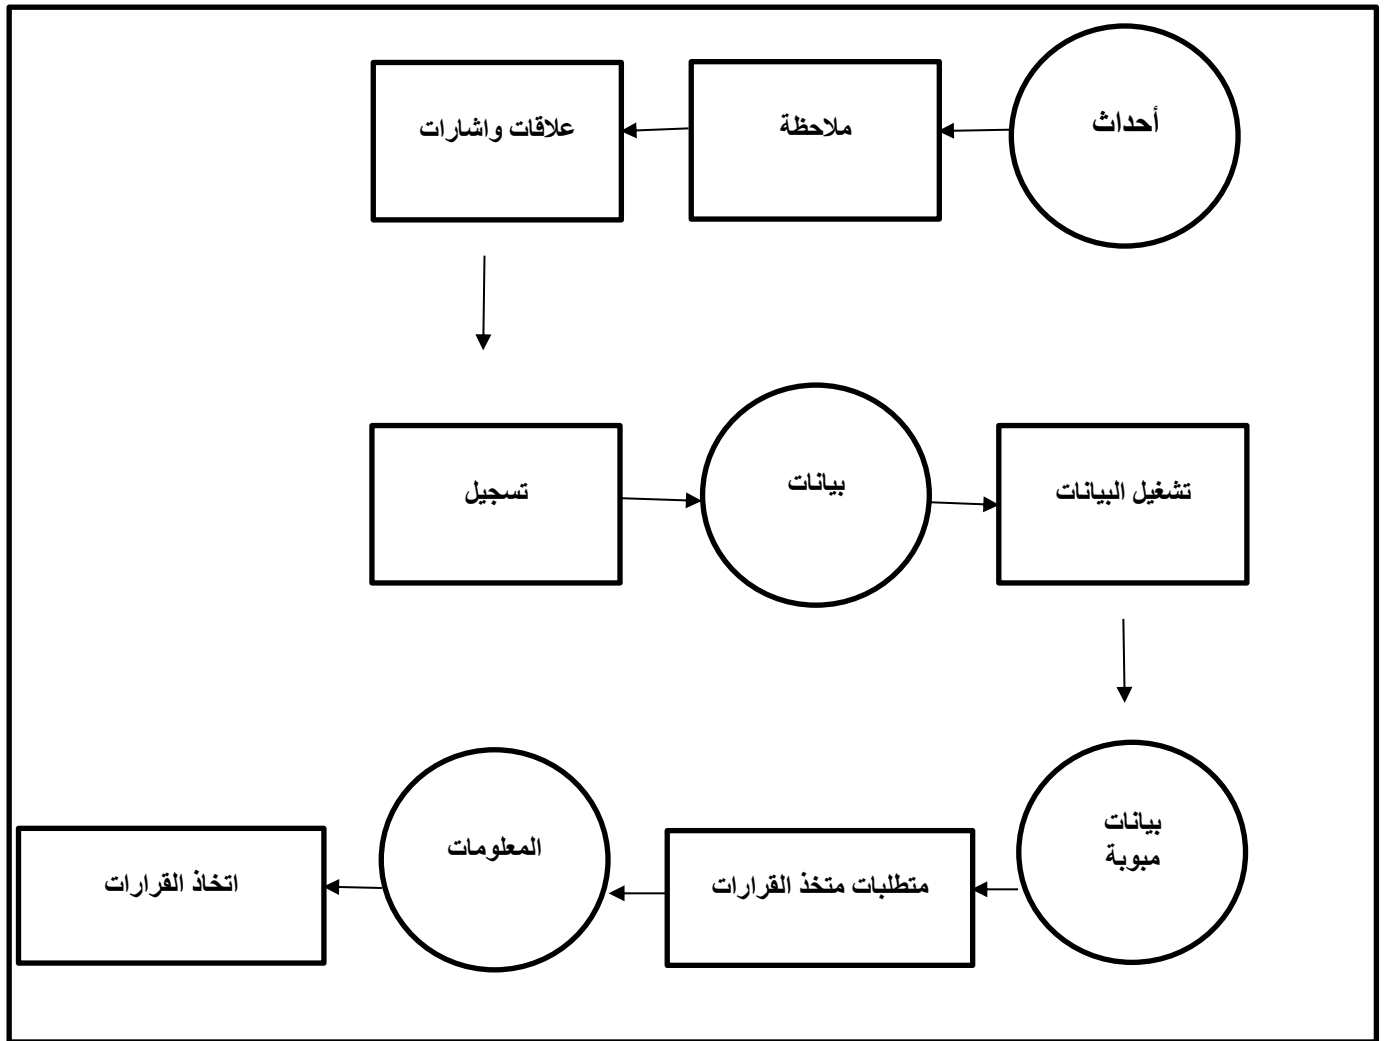 أحداث
ملاحظة
علاقات واشارات
تسجيل
بيانات
تشغيل البيانات
بيانات
مبوبة
متطلبات متخذ القرارات
المعلومات
اتخاذ القرارات